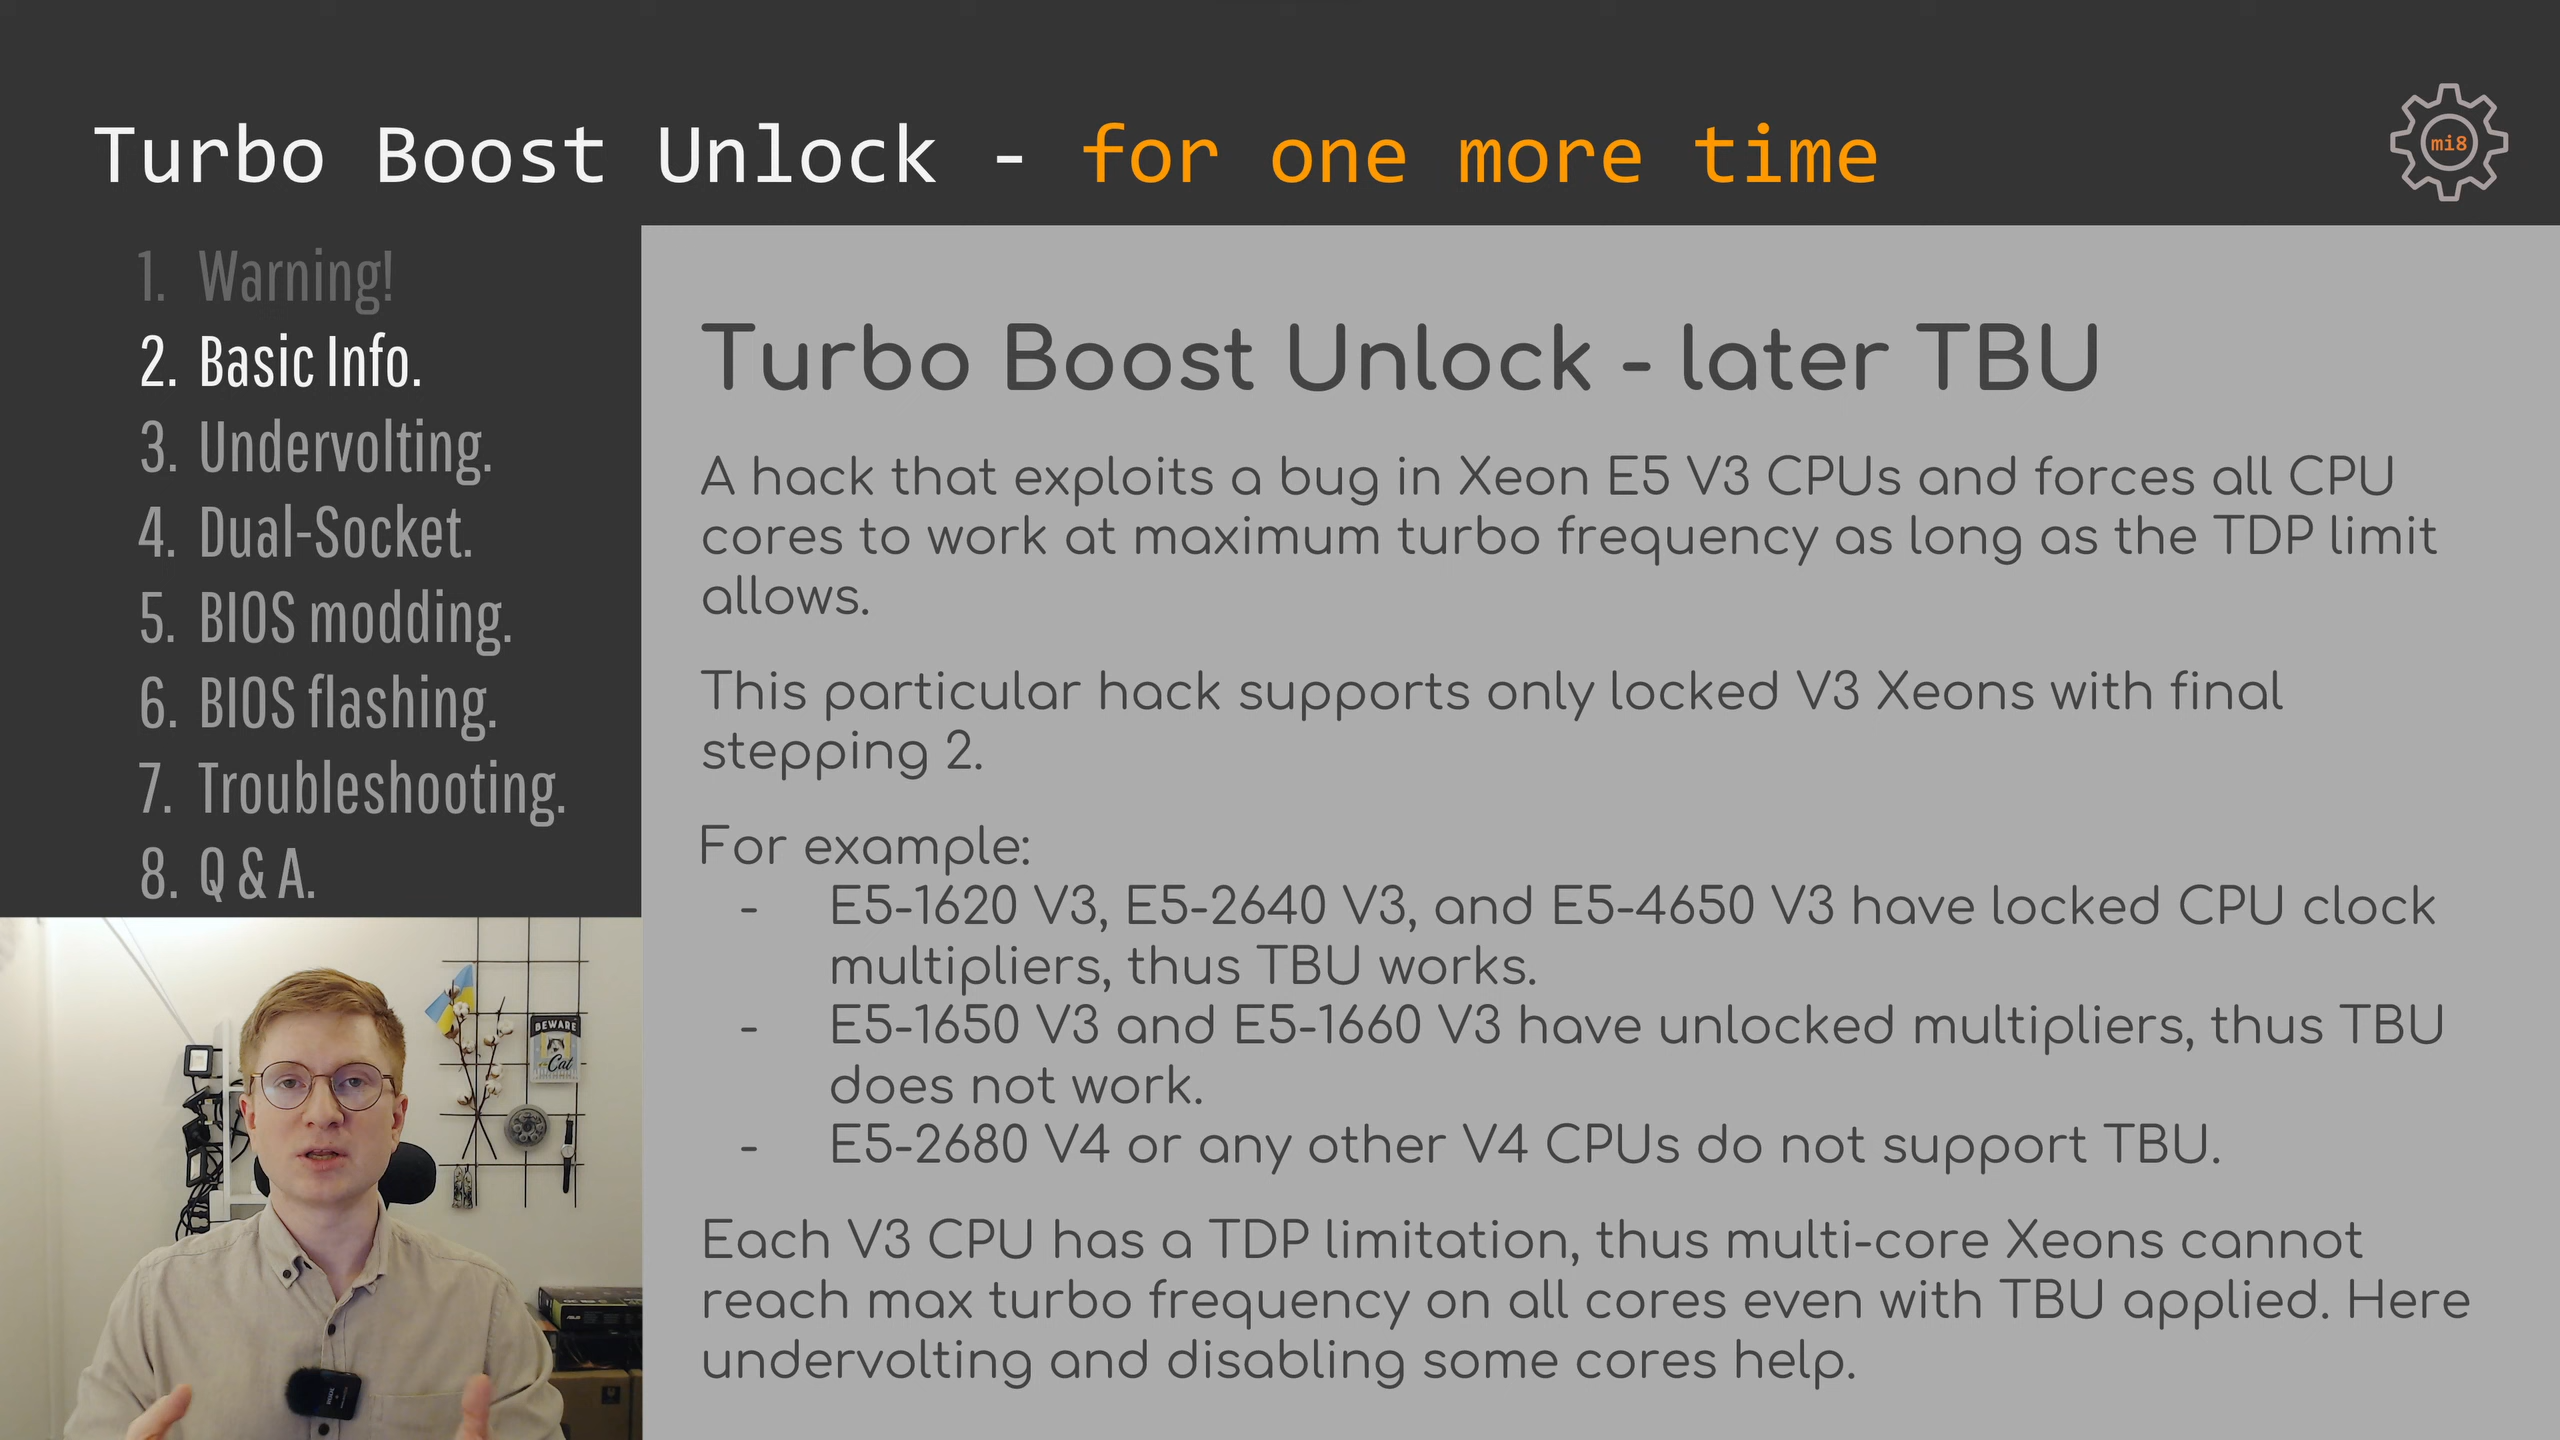 Turbo Boost Unlock - for one more time
mi8
1. Warning!
2. Basic Info.
3. Undervolting.
4. Dual-Socket.
5. BIOS modding.
6. BIOS flashing.
7. Troubleshooting.
8. Q & A.
Turbo Boost Unlock - later TBU
A hack that exploits a bug in Xeon E5 V3 CPUs and forces all CPU
cores to work at maximum turbo frequency as long as the TDP limit
allows.
This particular hack supports only locked V3 Xeons with final
stepping 2.
For example:
- E5-1620 V3, E5-2640 V3, and E5-4650 V3 have locked CPU clock
multipliers, thus TBU works.
- E5-1650 V3 and E5-1660 V3 have unlocked multipliers, thus TBU
does not work.
- E5-2680 V4 or any other V4 CPUs do not support TBU.
Each V3 CPU has a TDP limitation, thus multi-core Xeons cannot
reach max turbo frequency on all cores even with TBU applied. Here
undervolting and disabling some cores help.
BEWARE
Cat